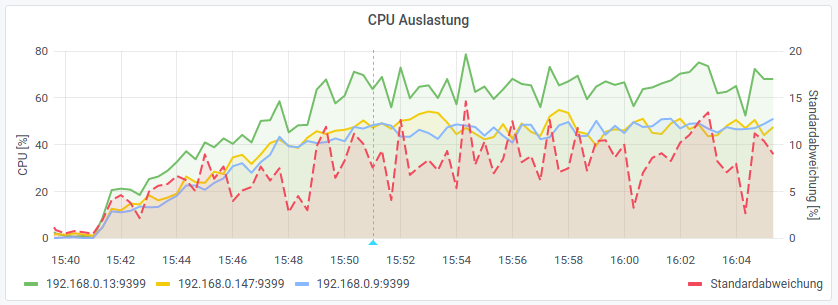 CPU Auslastung
80
60
40
20
0
CPU [%]
20
15
10
5
0
Standardabweichung [%]
15:40 15:42 15:44 15:46 15:48 15:50 15:52 15:54 15:56 15:58 16:00 16:02 16:04
192.168.0.13:9399 192.168.0.147:9399 192.168.0.9:9399 Standardabweichung